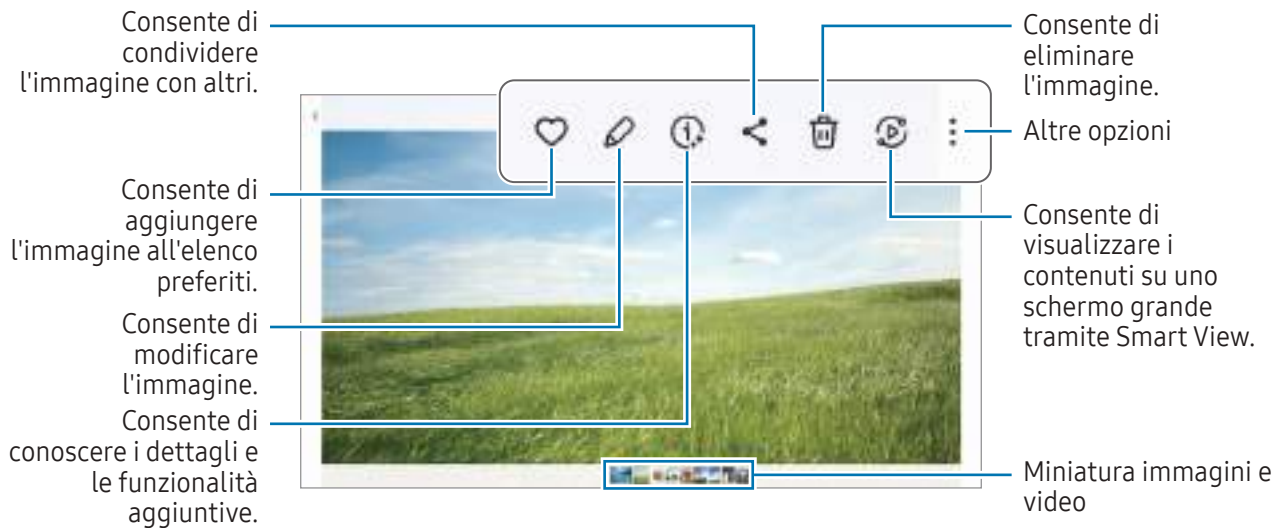 Consente di
condividere
l'immagine con altri.
Consente di
aggiungere
l'immagine all'elenco
preferiti.
Consente di
modificare
l'immagine.
Consente di
conoscere i dettagli e
le funzionalità
aggiuntive.
Consente di
eliminare
l'immagine.
Altre opzioni
Consente di
visualizzare i
contenuti su uno
schermo grande
tramite Smart View.
Miniatura immagini e
video